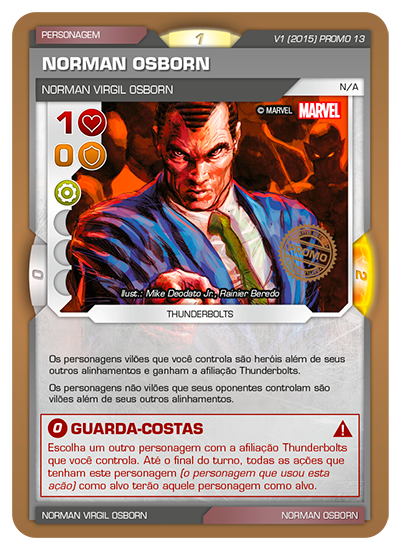 PERSONAGEM
1
V1 (2015) PROMO 13
NORMAN OSBORN
NORMAN VIRGIL OSBORN
N/A
1
© MARVEL MARVEL
0
PROMO
0
2
Illust.: Mike Deodato Jr., Rainier Beredo
THUNDERBOLTS
Os personagens vilões que você controla são heróis além de seus
outros alinhamentos e ganham a afiliação Thunderbolts.
Os personagens não vilões que seus oponentes controlam são
vilões além de seus outros alinhamentos.
0 GUARDA-COSTAS
Escolha um outro personagem com a afiliação Thunderbolts
que você controla. Até o final do turno, todas as ações que
tenham este personagem (o personagem que usou esta
ação) como alvo terão aquele personagem como alvo.
NORMAN VIRGIL OSBORN
NORMAN OSBORN